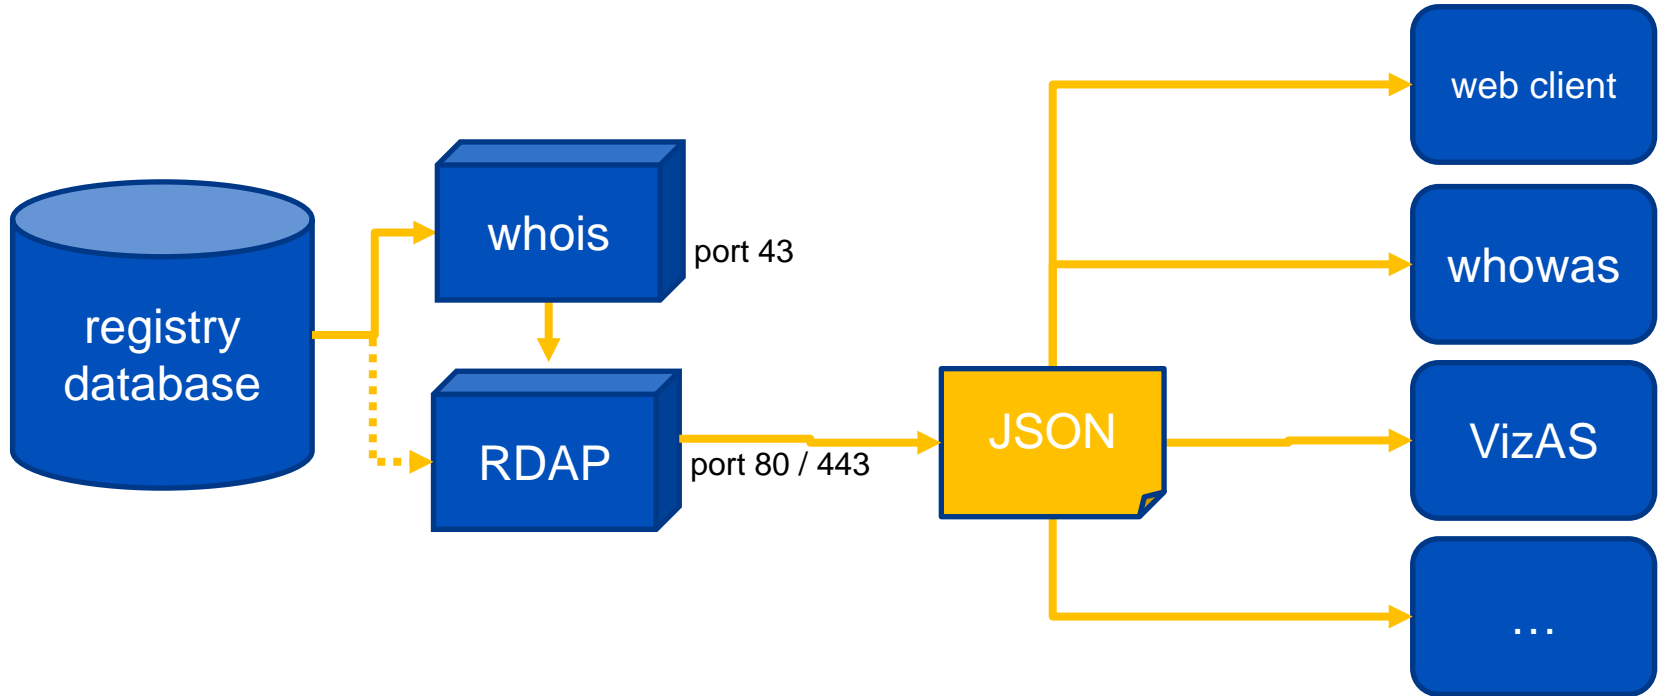 registry
database
whois
port 43
RDAP
port 80 / 443
JSON
web client
whowas
VizAS
...